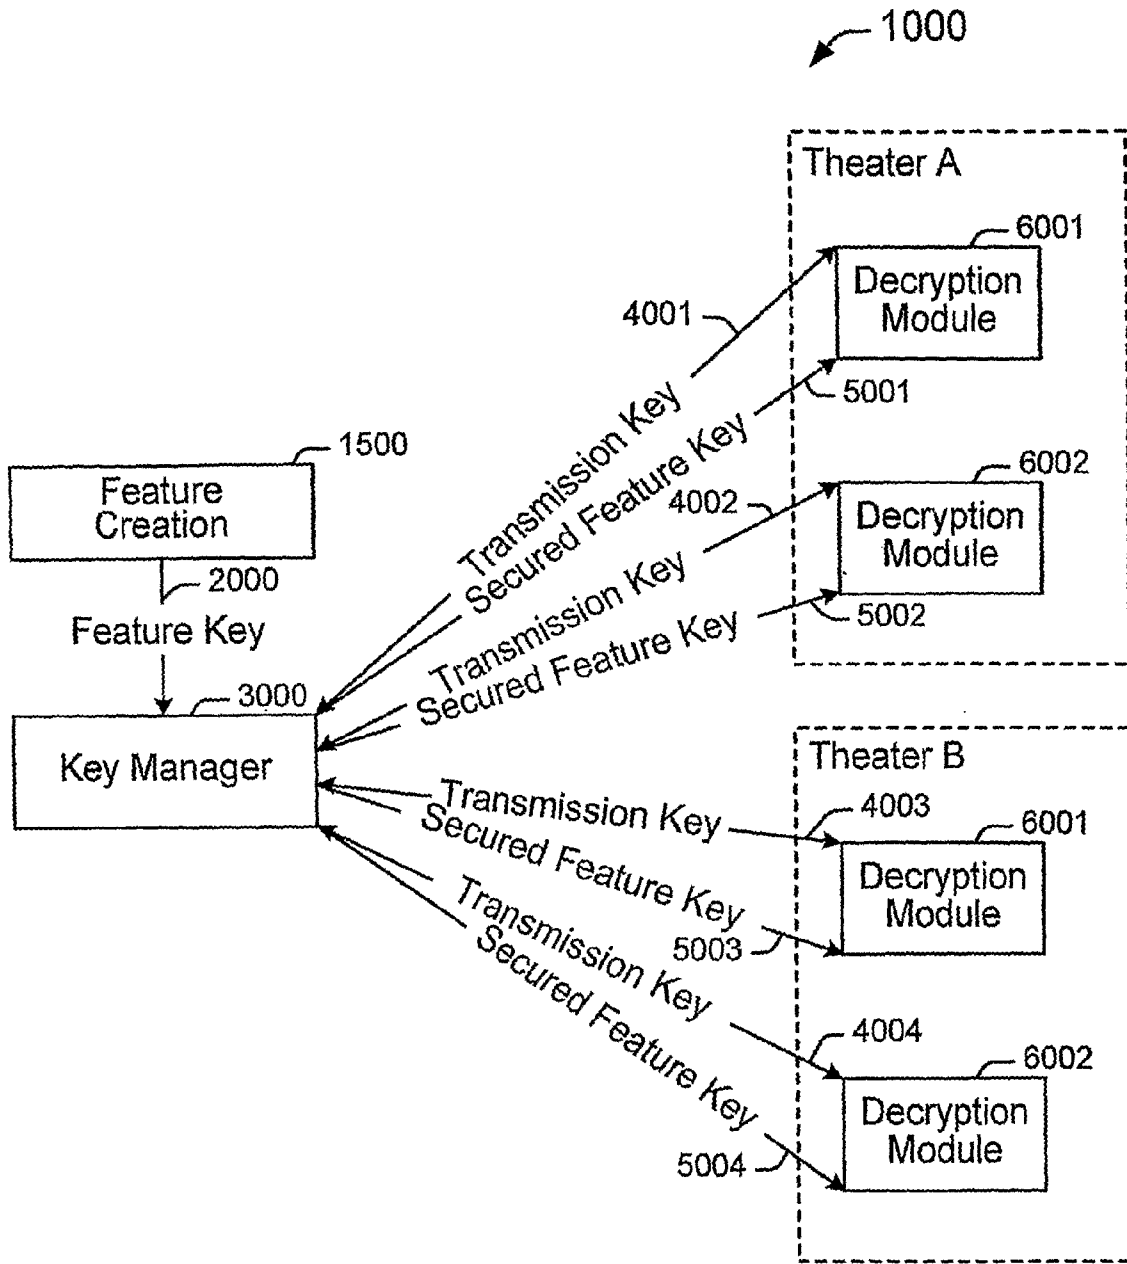 1000
Theater A
6001
Decryption
Module
4001
Transmission Key
5001
Secured Feature Key
1500
Feature
Creation
6002
4002
Decryption
Module
Transmission Key
5002
Secured Feature Key
2000
Feature Key
3000
Key Manager
Theater B
4003
Transmission Key
6001
Decryption
Module
Secured Feature Key
5003
4004
Transmission Key
6002
Decryption
Module
Secured Feature Key
5004